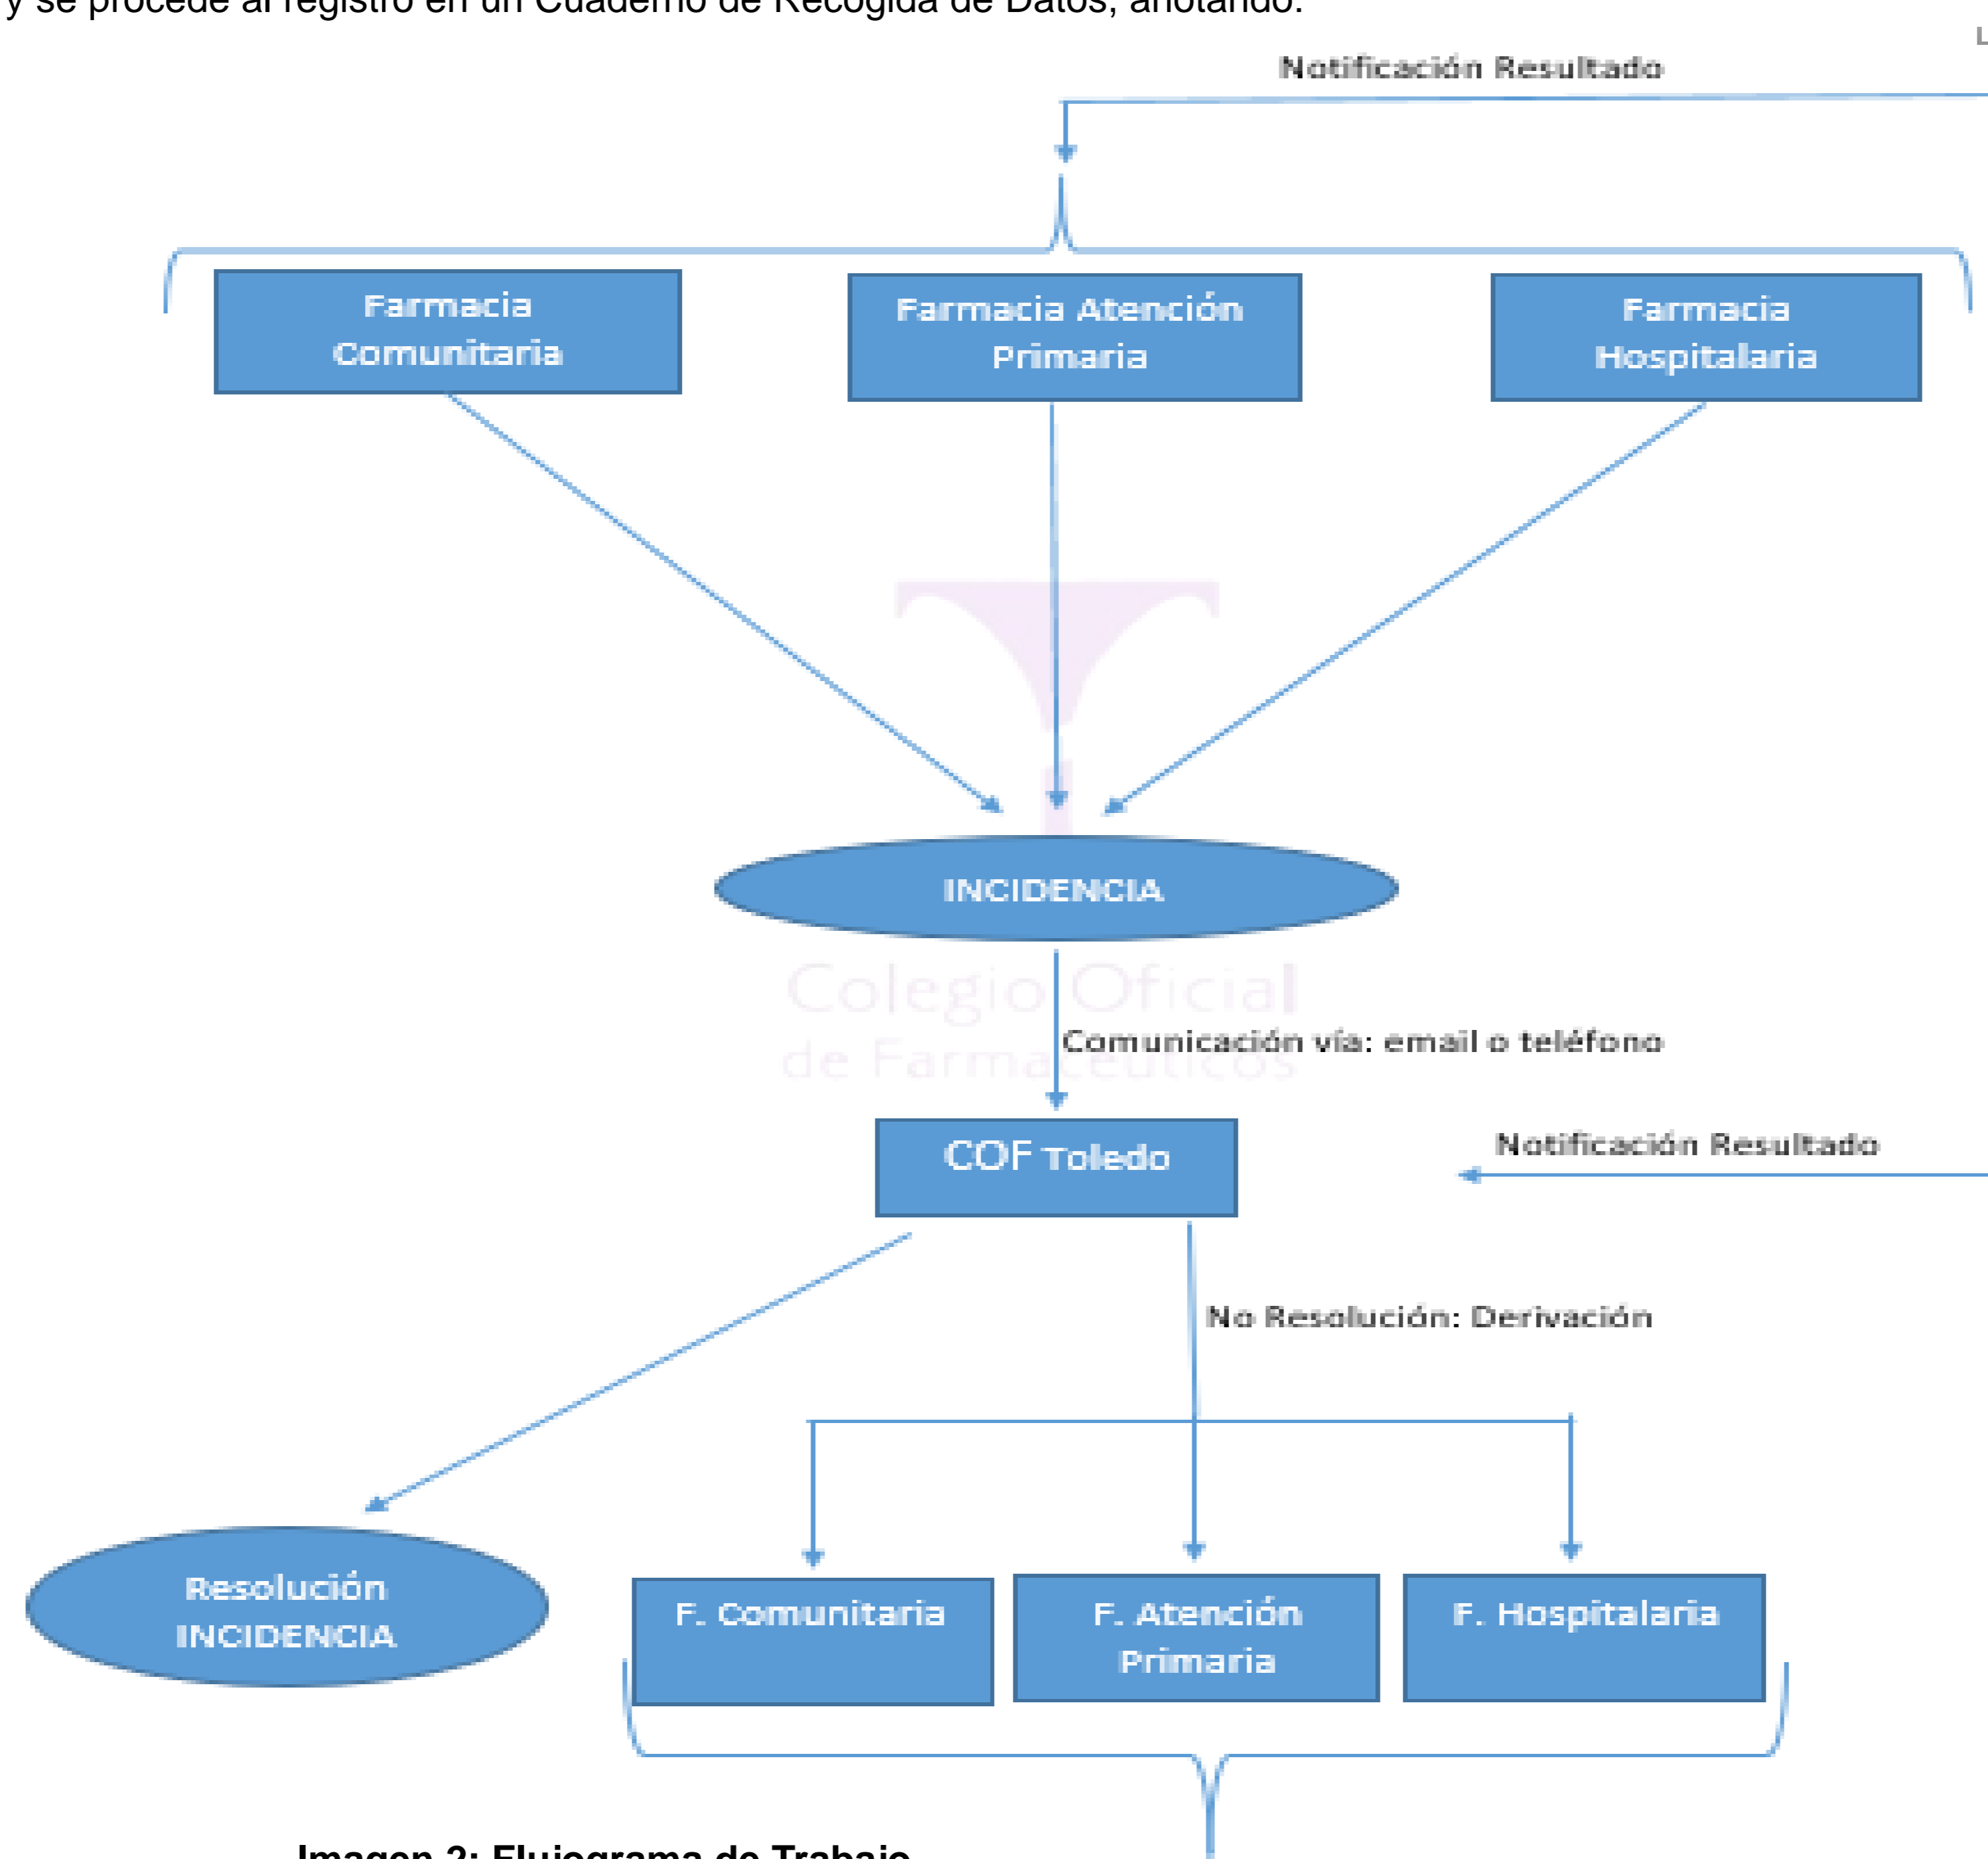 y se procede al registro en un Cuaderno de Recogida de Datos, anotando:
Notificación Resultado
Farmacia
Comunitaria
Farmacia Atención
Primaria
Farmacia
Hospitalaria
INCIDENCIA
Colegio Oficial
de Farmacéuticos
Comunicación vía: email o teléfono
COF Toledo
Notificación Resultado
No Resolución: Derivación
Resolución
INCIDENCIA
F. Comunitaria
F. Atención
Primaria
F. Hospitalaria
Imagen 2: Flujograma de Trabajo